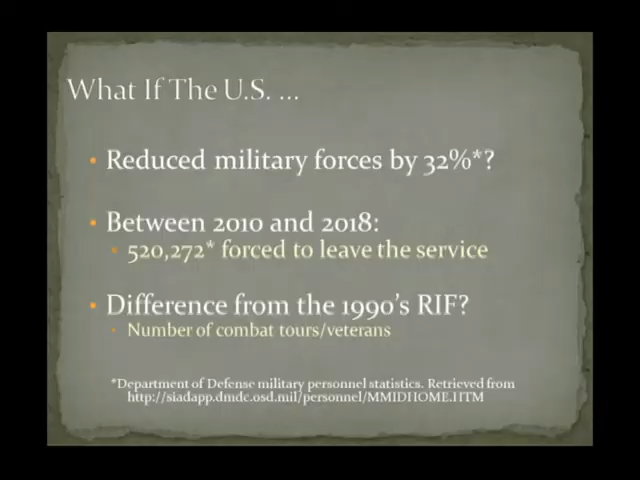 What If The U.S. ...
• Reduced military forces by 32%*?
• Between 2010 and 2018:
• 520,272* forced to leave the service
• Difference from the 1990's RIF?
• Number of combat tours/veterans
*Department of Defense military personnel statistics. Retrieved from
http://siadapp.dmdc.osd.mil/personnel/MMIDHOME.HTM